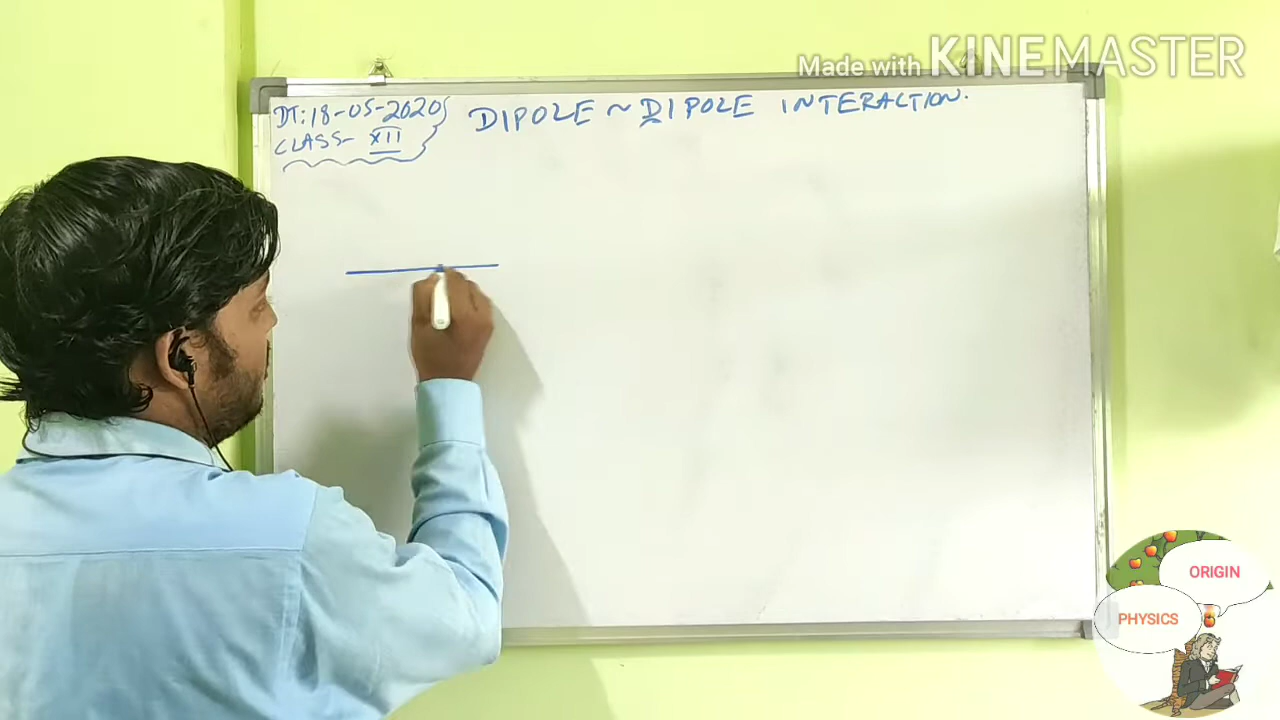 Made with KINEMASTER
DT:18-05-2020
CLASS- XII
DIPOLE ~ DIPOLE INTERACTION.
ORIGIN
PHYSICS